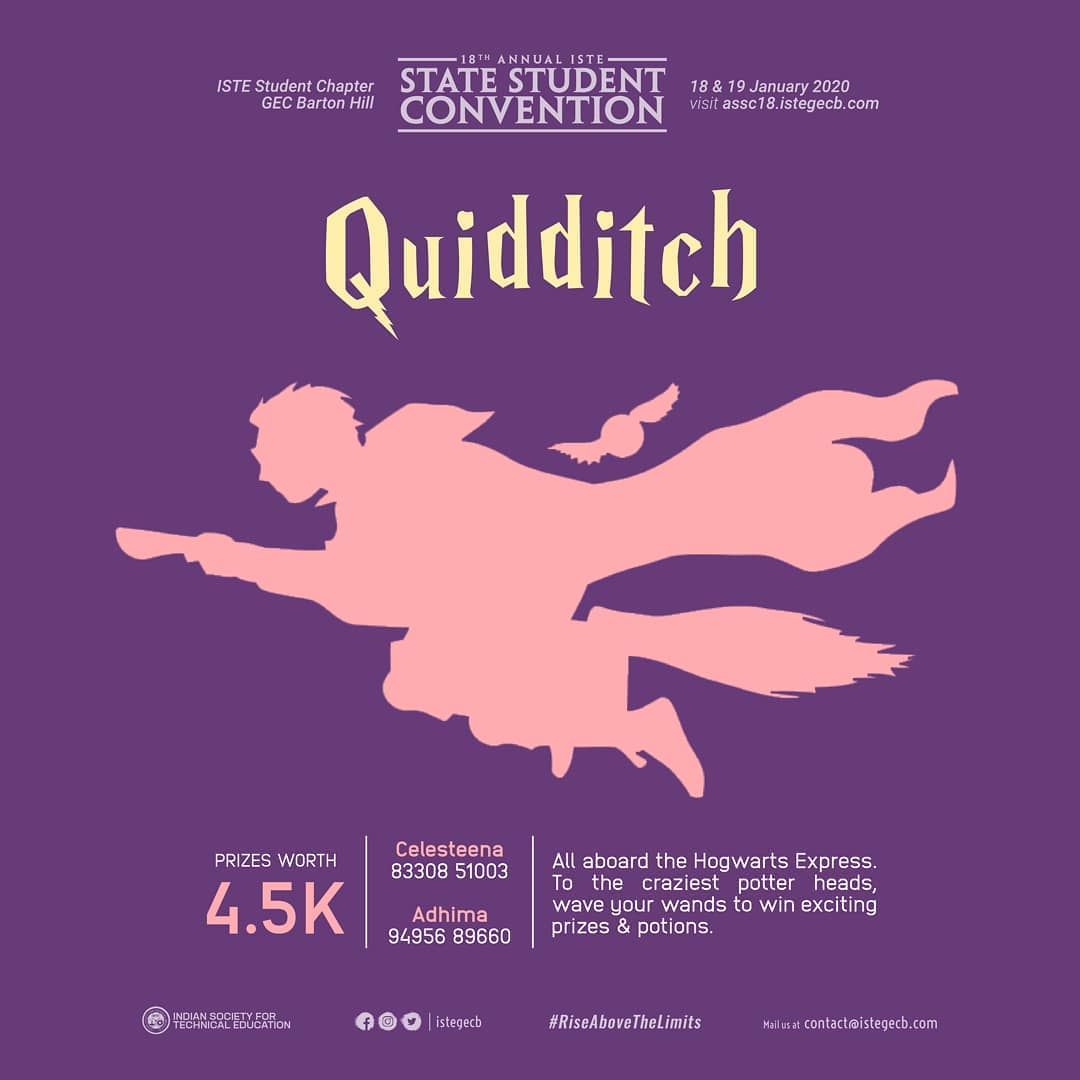 ISTE Student Chapter
GEC Barton Hill
18TH ANNUAL ISTE
STATE STUDENT
CONVENTION
18 & 19 January 2020
visit assc18.istegecb.com
Quidditch
PRIZES WORTH
4.5K
Celesteena
83308 51003
Adhima
94956 89660
All aboard the Hogwarts Express.
To the craziest potter heads,
wave your wands to win exciting
prizes & potions.
INDIAN SOCIETY FOR
TECHNICAL EDUCATION
istegecb
#RiseAboveTheLimits
Mail us at contact@istegecb.com